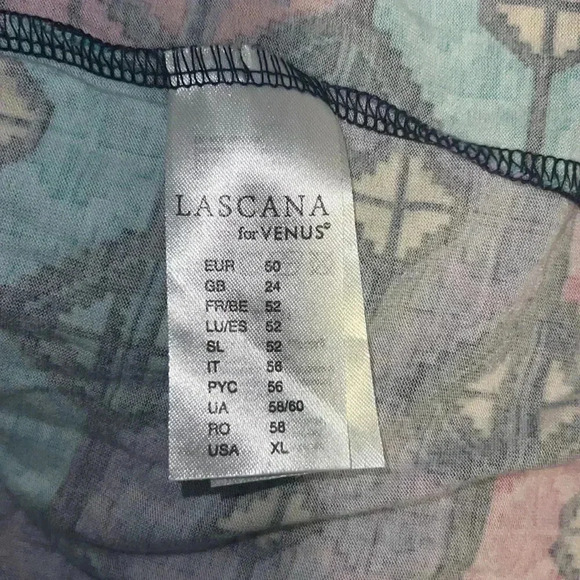 LASCANA
for VENUS®
EUR 50
GB 24
FR/BE 52
LU/ES 52
SL 52
IT 56
РУС 56
UA 58/60
RO 58
USA XL